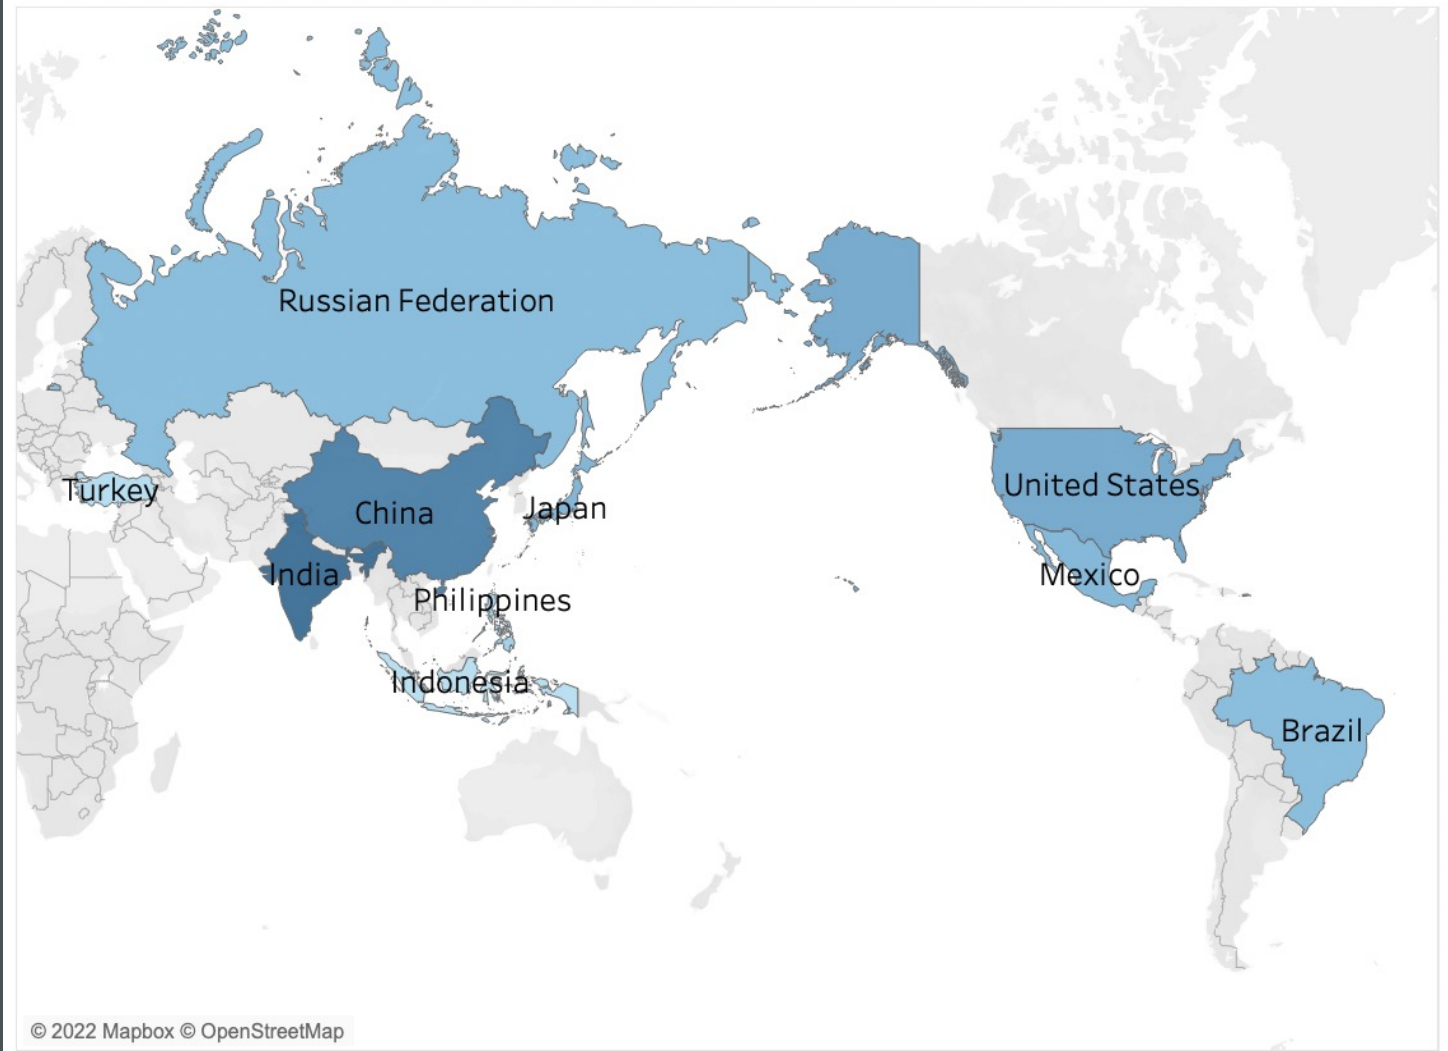 Russian Federation
Turkey
China
Japan
United States
India
Mexico
Philippines
Indonesia
Brazil
© 2022 Mapbox © OpenStreetMap